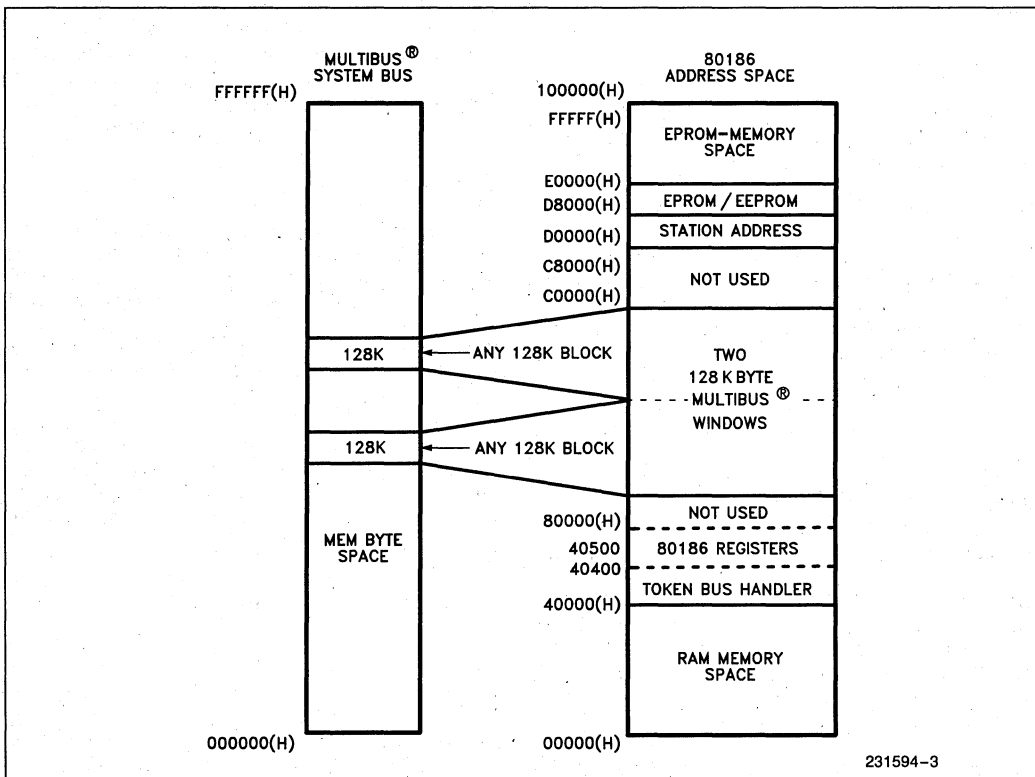 MULTIBUS®
SYSTEM BUS
FFFFFF(H)
128K
ANY 128K BLOCK
128K
ANY 128K BLOCK
MEM BYTE
SPACE
000000(H)
80186
ADDRESS SPACE
100000(H)
FFFFF(H)
EPROM-MEMORY
SPACE
E0000(H)
D8000(H)
EPROM / EEPROM
STATION ADDRESS
D0000(H)
C8000(H)
NOT USED
C0000(H)
TWO
128 K BYTE
MULTIBUS®
WINDOWS
NOT USED
80000(H)
40500
80186 REGISTERS
40400
TOKEN BUS HANDLER
40000(H)
RAM MEMORY
SPACE
00000(H)
231594-3